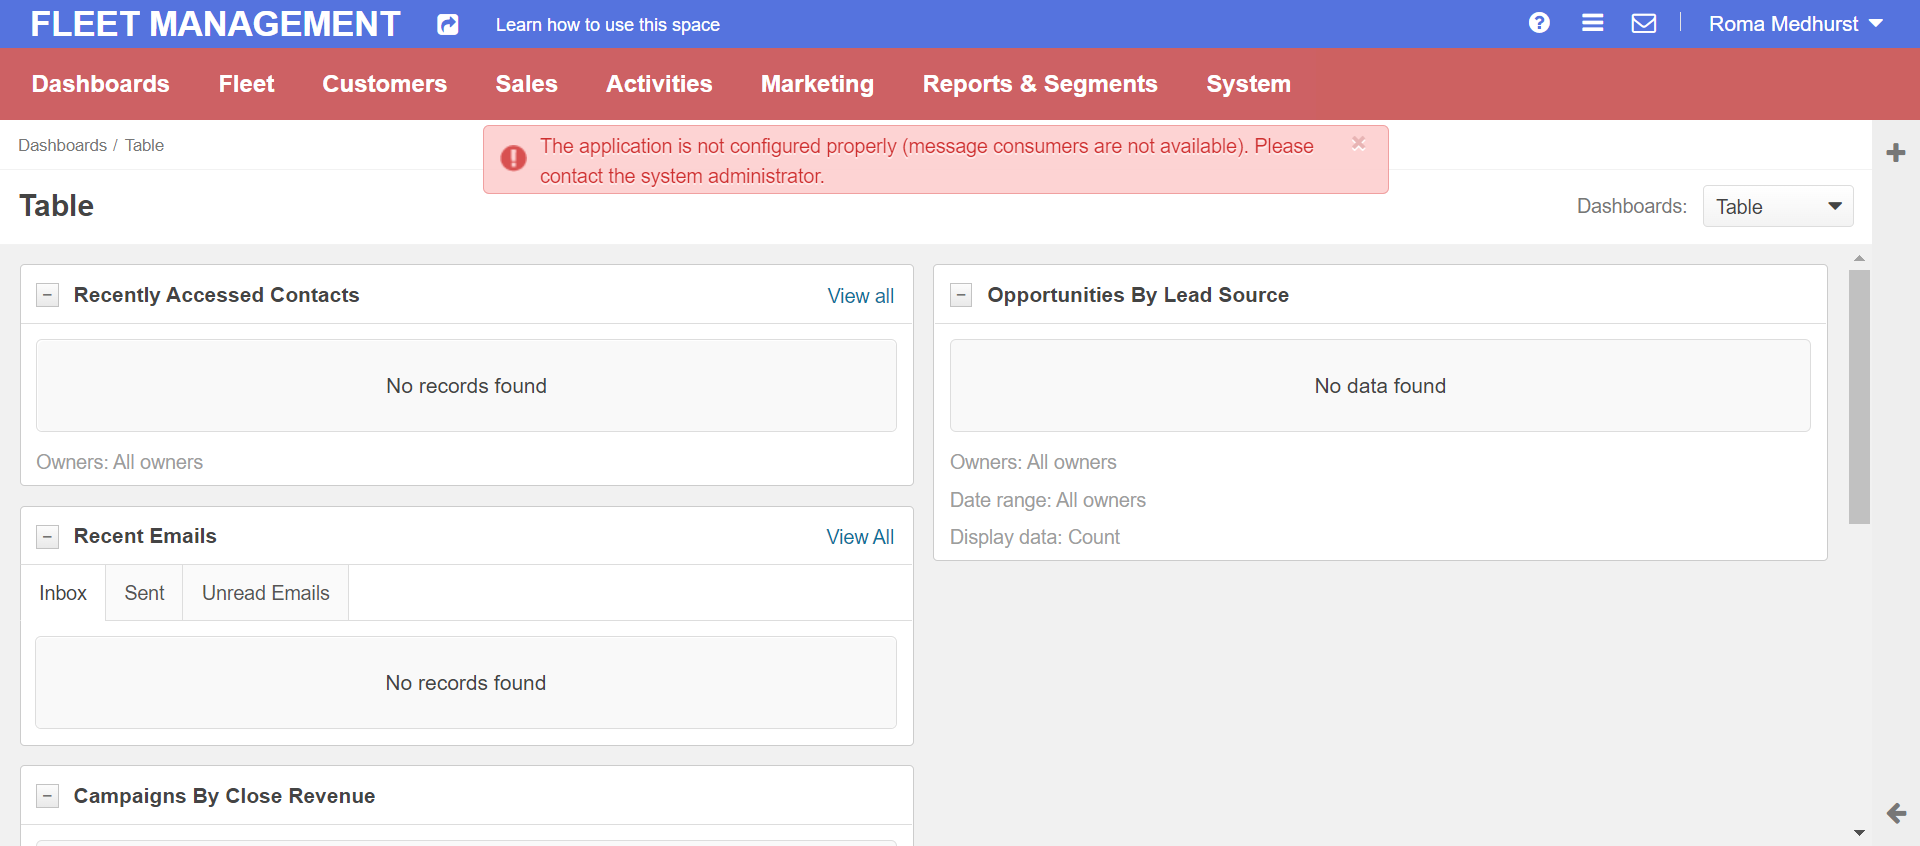 FLEET MANAGEMENT
Learn how to use this space
Roma Medhurst
Dashboards Fleet Customers Sales Activities Marketing Reports & Segments System
Dashboards / Table
The application is not configured properly (message consumers are not available). Please
contact the system administrator.
Table
Dashboards: Table
Recently Accessed Contacts
View all
No records found
Owners: All owners
Opportunities By Lead Source
No data found
Owners: All owners
Date range: All owners
Display data: Count
Recent Emails
View All
Inbox Sent Unread Emails
No records found
Campaigns By Close Revenue